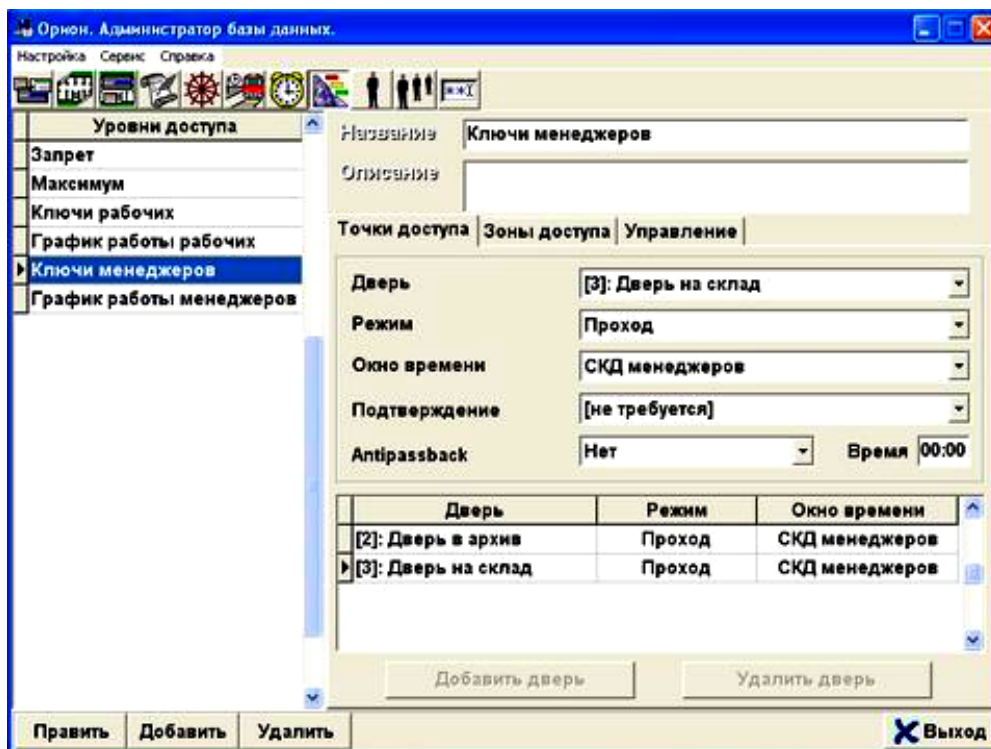 Орион. Администратор базы данных.
Настройка Сервис Справка
Уровни доступа
Запрет
Максимум
Ключи рабочих
График работы рабочих
Ключи менеджеров
График работы менеджеров
Название Ключи менеджеров
Описание
Точки доступа Зоны доступа Управление
Дверь [3]: Дверь на склад
Режим Проход
Окно времени СКД менеджеров
Подтверждение [не требуется]
Antipassback Нет Время 00:00
Дверь Режим Окно времени
[2]: Дверь в архив Проход СКД менеджеров
[3]: Дверь на склад Проход СКД менеджеров
Добавить дверь Удалить дверь
Править Добавить Удалить Выход